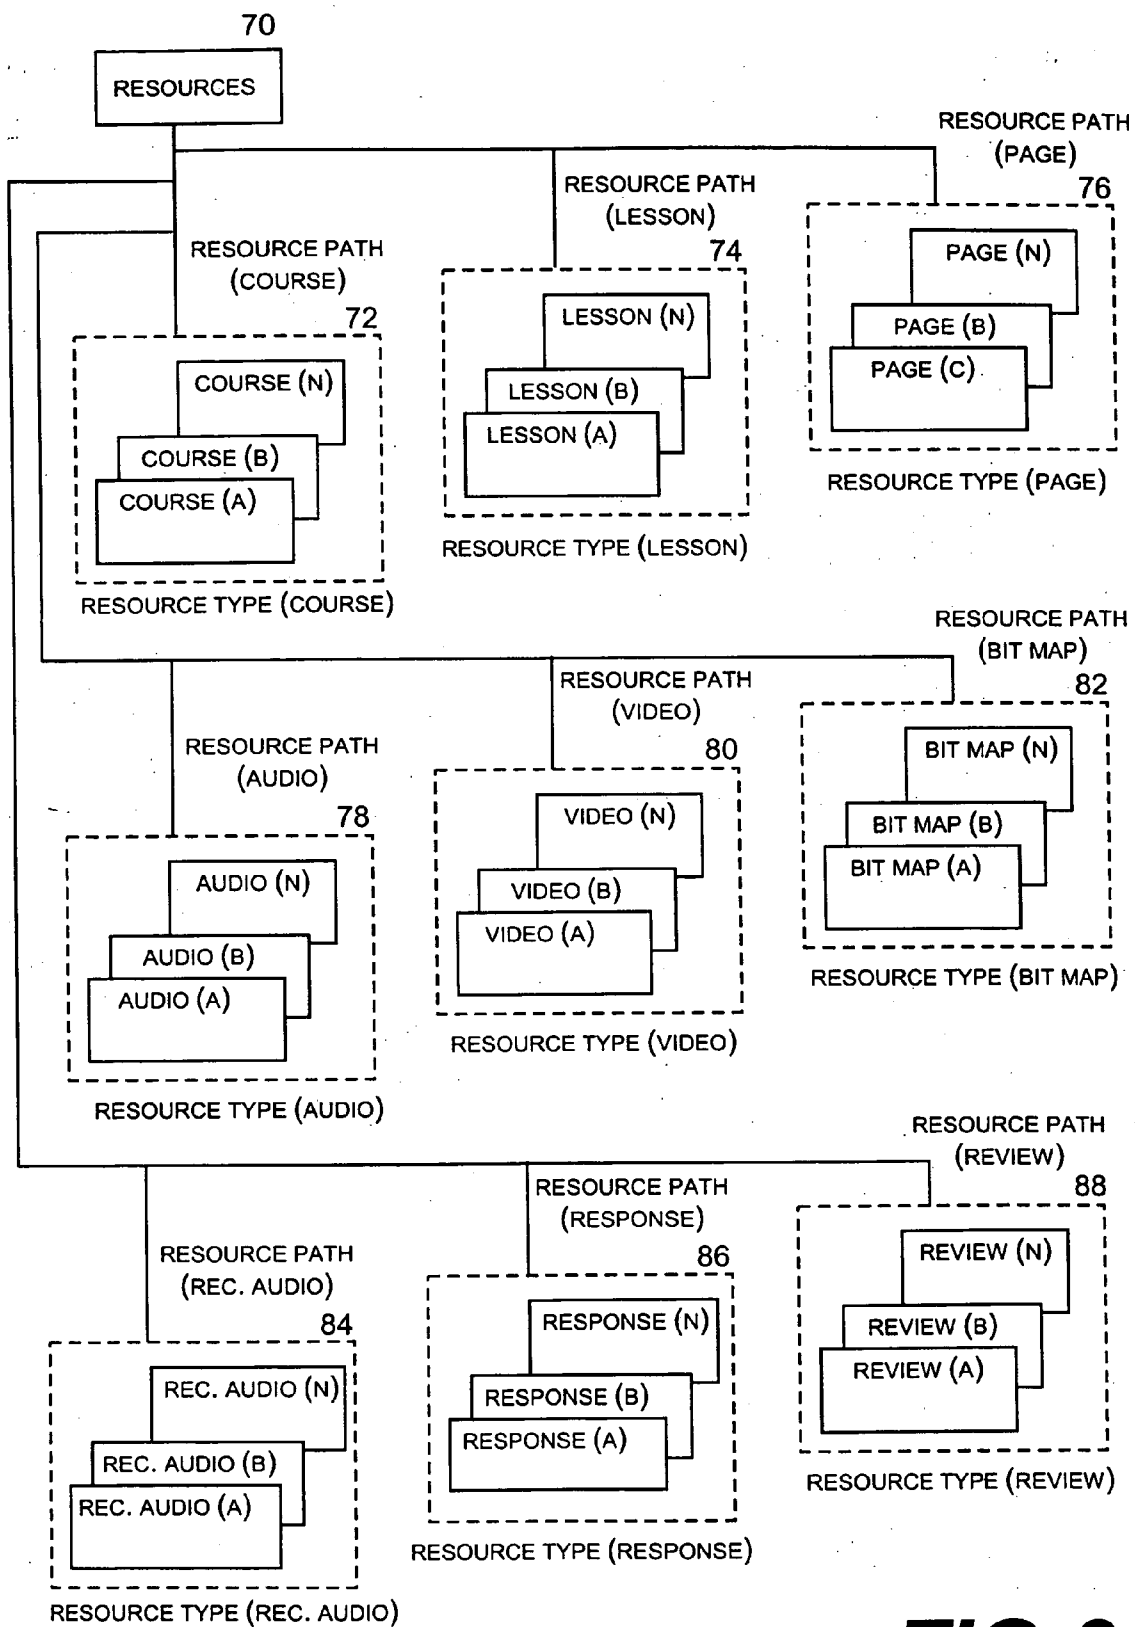 70
RESOURCES
RESOURCE PATH
(PAGE)
76
PAGE (N)
PAGE (B)
PAGE (C)
RESOURCE TYPE (PAGE)
RESOURCE PATH
(LESSON)
74
LESSON (N)
LESSON (B)
LESSON (A)
RESOURCE TYPE (LESSON)
RESOURCE PATH
(COURSE)
72
COURSE (N)
COURSE (B)
COURSE (A)
RESOURCE TYPE (COURSE)
RESOURCE PATH
(BIT MAP)
82
BIT MAP (N)
BIT MAP (B)
BIT MAP (A)
RESOURCE TYPE (BIT MAP)
RESOURCE PATH
(VIDEO)
80
VIDEO (N)
VIDEO (B)
VIDEO (A)
RESOURCE TYPE (VIDEO)
RESOURCE PATH
(AUDIO)
78
AUDIO (N)
AUDIO (B)
AUDIO (A)
RESOURCE TYPE (AUDIO)
RESOURCE PATH
(REVIEW)
88
REVIEW (N)
REVIEW (B)
REVIEW (A)
RESOURCE TYPE (REVIEW)
RESOURCE PATH
(RESPONSE)
86
RESPONSE (N)
RESPONSE (B)
RESPONSE (A)
RESOURCE TYPE (RESPONSE)
RESOURCE PATH
(REC. AUDIO)
84
REC. AUDIO (N)
REC. AUDIO (B)
REC. AUDIO (A)
RESOURCE TYPE (REC. AUDIO)